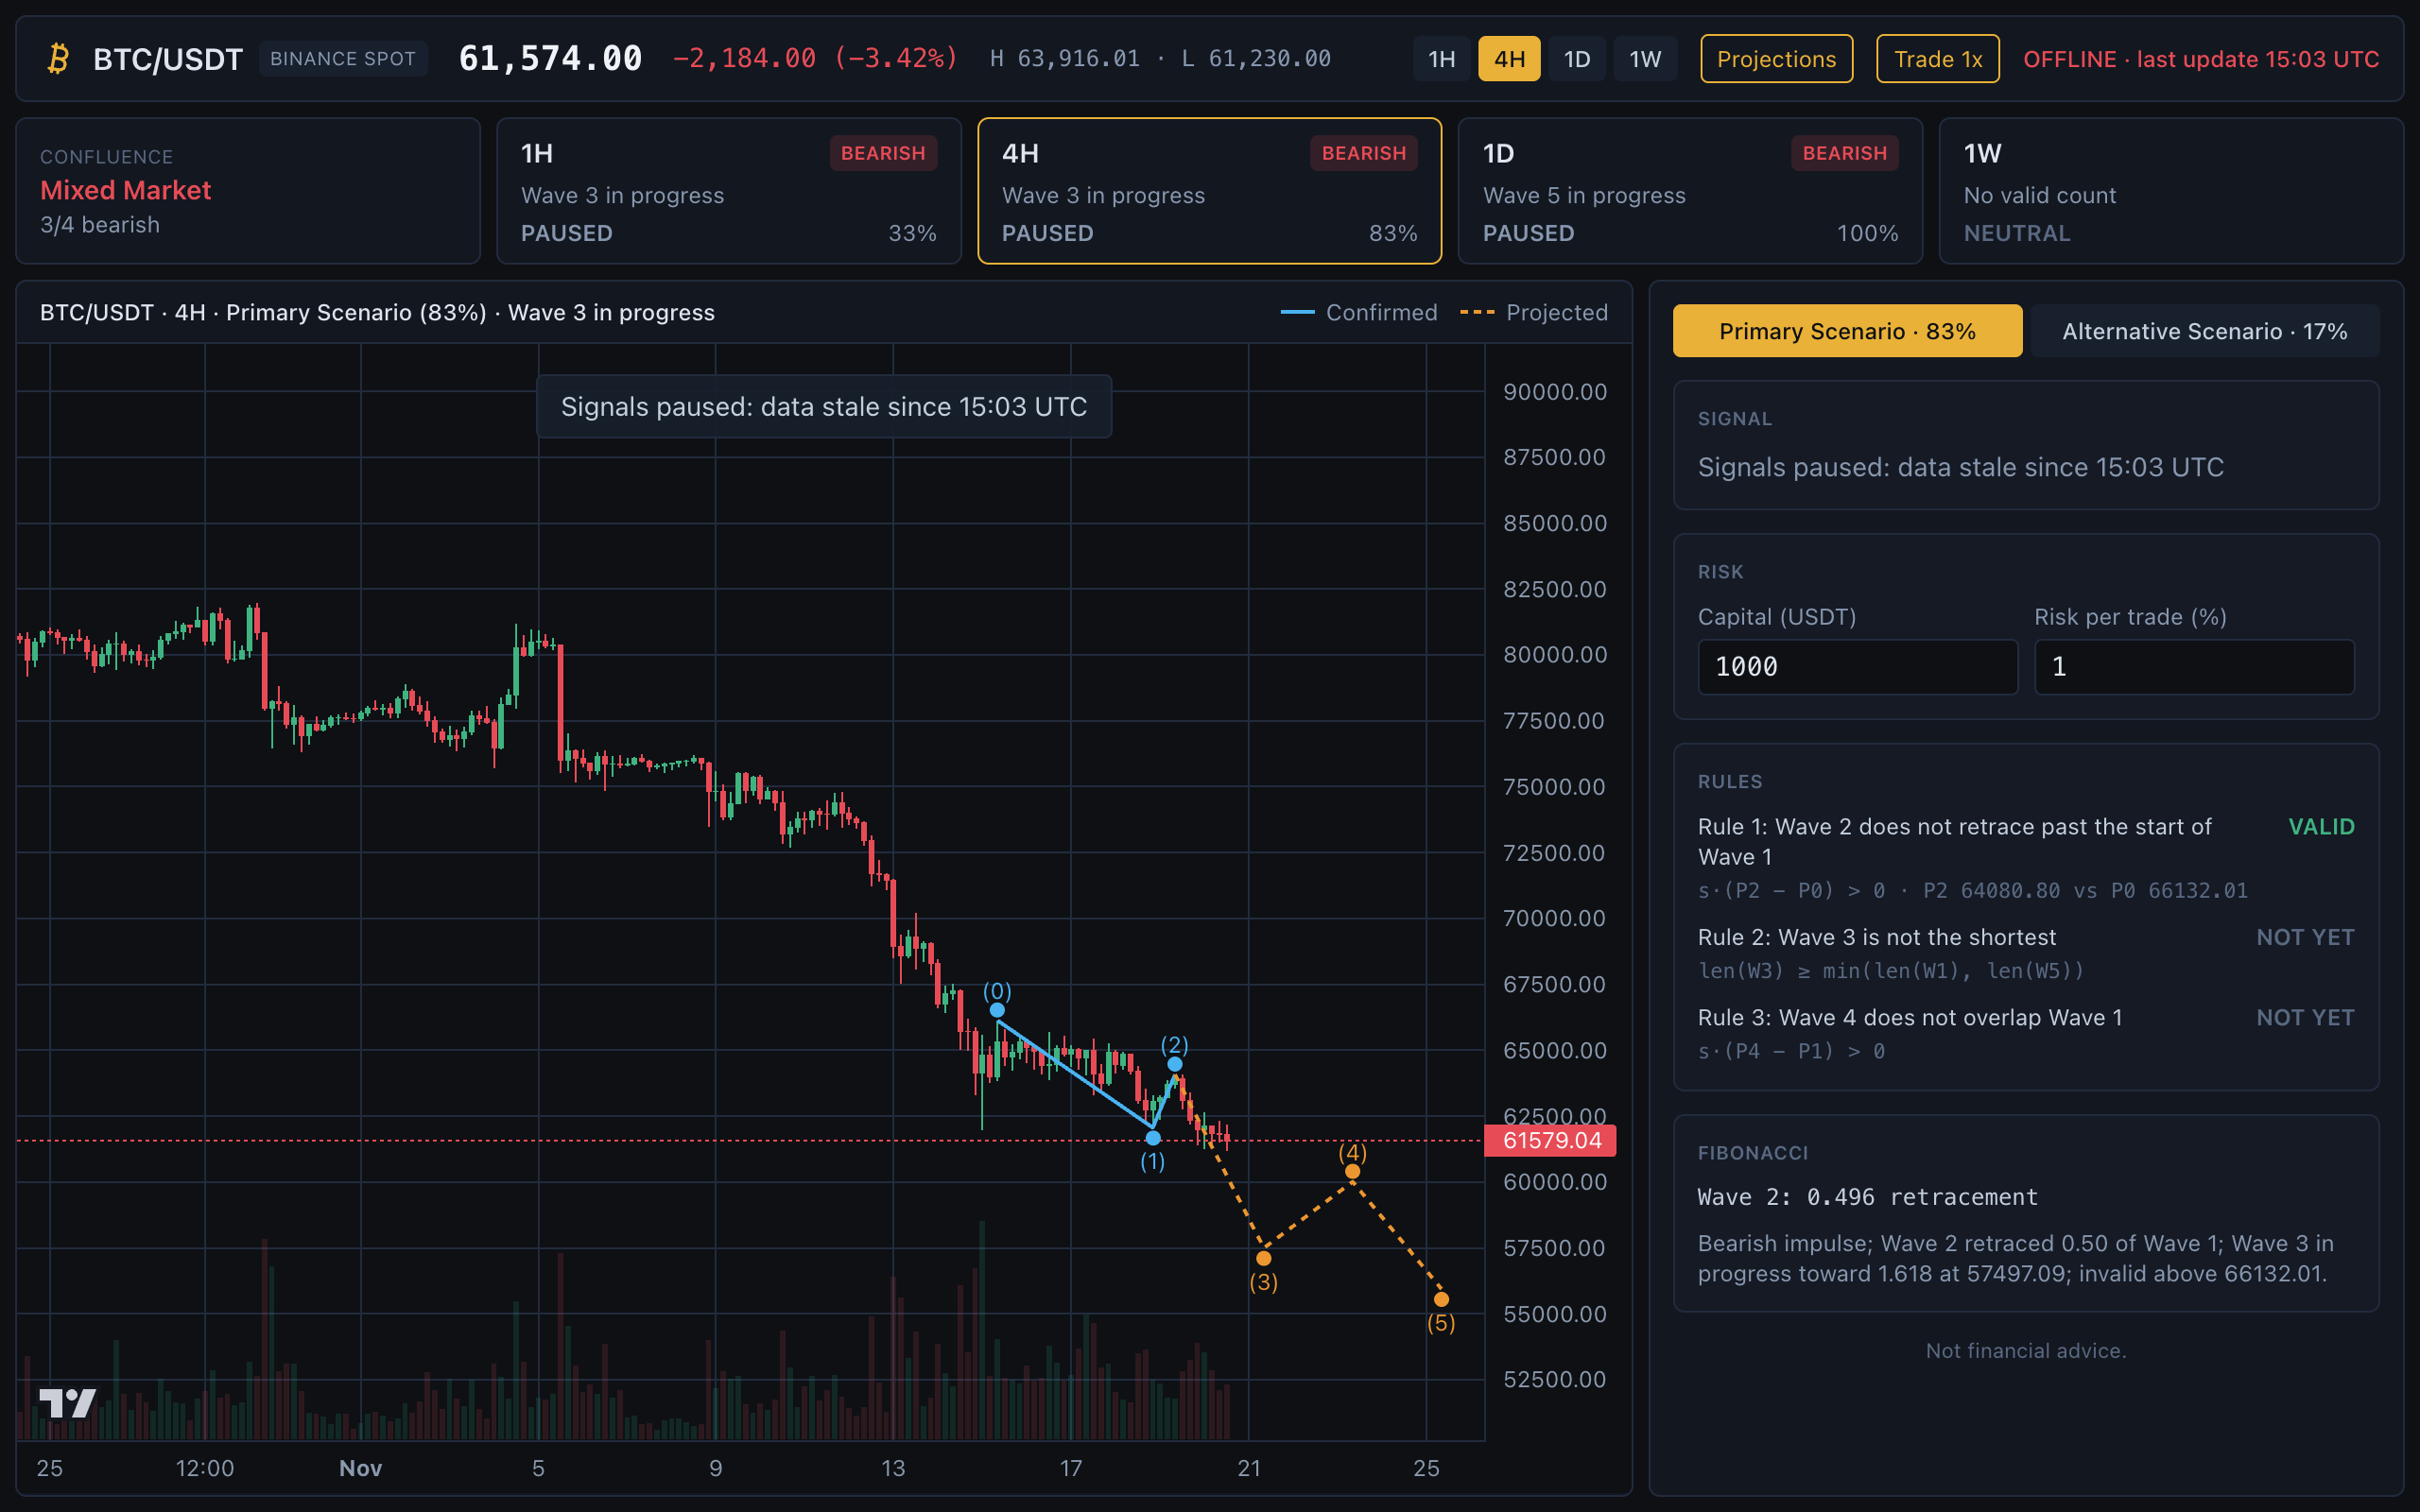 BTC/USDT BINANCE SPOT 61,574.00 −2,184.00 (−3.42%) H 63,916.01 · L 61,230.00 1H 4H 1D 1W Projections Trade 1x OFFLINE · last update 15:03 UTC
CONFLUENCE
Mixed Market
3/4 bearish
1H BEARISH
Wave 3 in progress
PAUSED 33%
4H BEARISH
Wave 3 in progress
PAUSED 83%
1D BEARISH
Wave 5 in progress
PAUSED 100%
1W
No valid count
NEUTRAL
BTC/USDT · 4H · Primary Scenario (83%) · Wave 3 in progress Confirmed Projected
Signals paused: data stale since 15:03 UTC
90000.00
87500.00
85000.00
82500.00
80000.00
77500.00
75000.00
72500.00
70000.00
67500.00
65000.00
62500.00
61579.04
60000.00
57500.00
55000.00
52500.00
(0)
(2)
(1)
(4)
(3)
(5)
25 12:00 Nov 5 9 13 17 21 25
Primary Scenario · 83% Alternative Scenario · 17%
SIGNAL
Signals paused: data stale since 15:03 UTC
RISK
Capital (USDT) Risk per trade (%)
1000 1
RULES
Rule 1: Wave 2 does not retrace past the start of VALID
Wave 1
s·(P2 − P0) > 0 · P2 64080.80 vs P0 66132.01
Rule 2: Wave 3 is not the shortest NOT YET
len(W3) ≥ min(len(W1), len(W5))
Rule 3: Wave 4 does not overlap Wave 1 NOT YET
s·(P4 − P1) > 0
FIBONACCI
Wave 2: 0.496 retracement
Bearish impulse; Wave 2 retraced 0.50 of Wave 1; Wave 3 in
progress toward 1.618 at 57497.09; invalid above 66132.01.
Not financial advice.